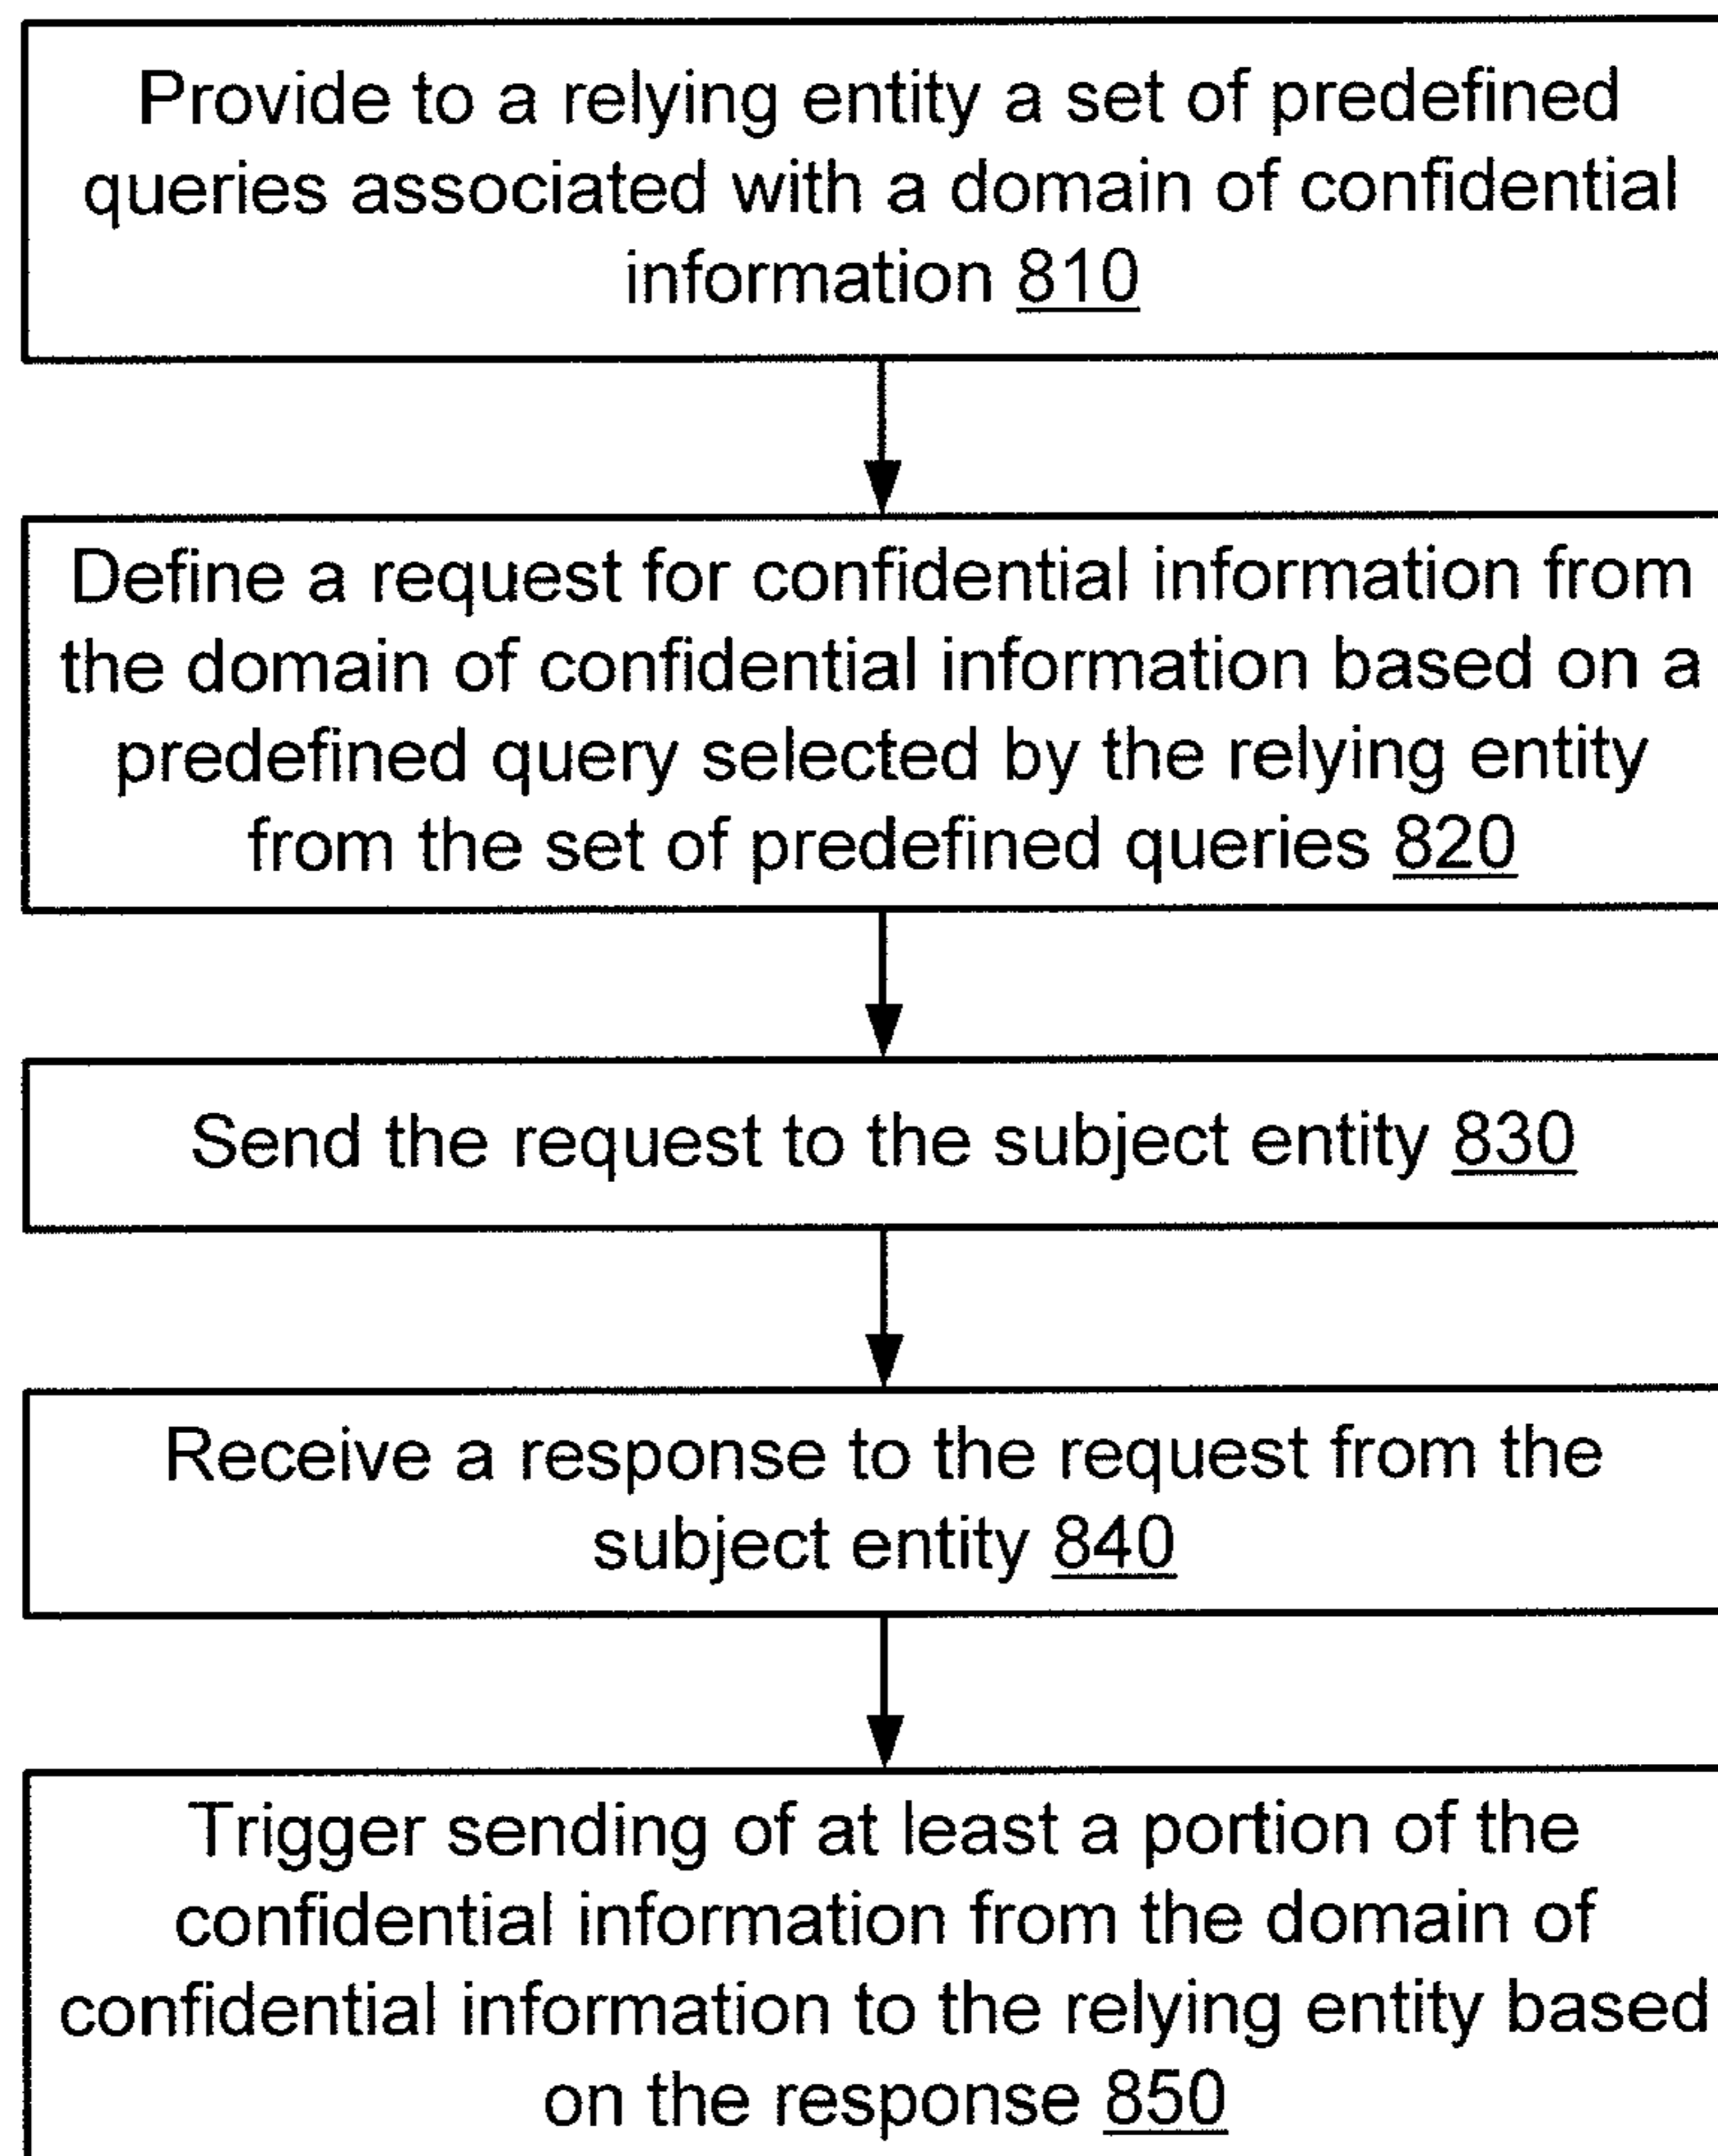 Provide to a relying entity a set of predefined
queries associated with a domain of confidential
information 810
Define a request for confidential information from
the domain of confidential information based on a
predefined query selected by the relying entity
from the set of predefined queries 820
Send the request to the subject entity 830
Receive a response to the request from the
subject entity 840
Trigger sending of at least a portion of the
confidential information from the domain of
confidential information to the relying entity based
on the response 850